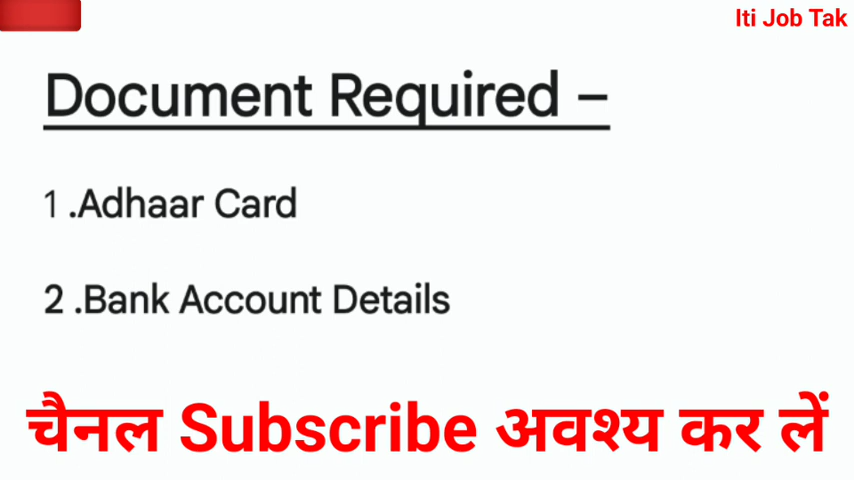 Iti Job Tak
Document Required –
1 .Adhaar Card
2 .Bank Account Details
चैनल Subscribe अवश्य कर लें